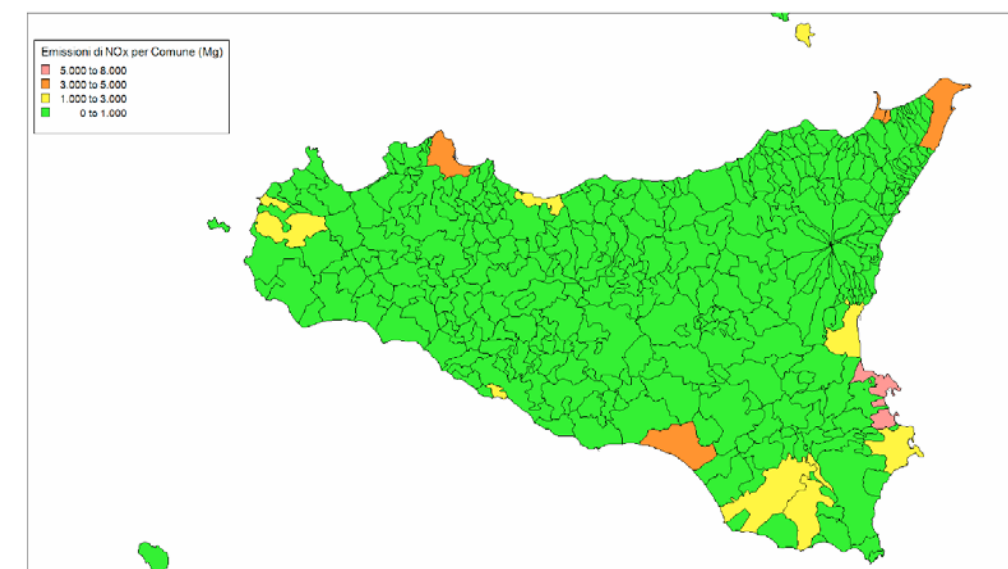 Emissioni di NOx per Comune (Mg)
5.000 to 8.000
3.000 to 5.000
1.000 to 3.000
0 to 1.000